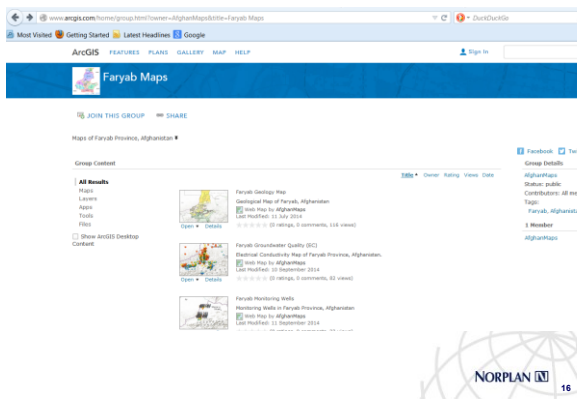 www.arcgis.com/home/group.html?owner=AfghanMaps&title=Faryab Maps
DuckDuckGo
Most Visited Getting Started Latest Headlines Google
ArcGIS FEATURES PLANS GALLERY MAP HELP Sign In
Faryab Maps
JOIN THIS GROUP SHARE
Maps of Faryab Province, Afghanistan
Facebook Twi
Group Content
Group Details
Title Owner Rating Views Date
AfghanMaps
Status: public
Contributors: All me
Tags:
Faryab, Afghanista
1 Member
AfghanMaps
All Results
Maps
Layers
Apps
Tools
Files
Show ArcGIS Desktop
Content
Faryab Geology Map
Geological Map of Faryab, Afghanistan
Web Map by AfghanMaps
Last Modified: 11 July 2014
(0 ratings, 0 comments, 116 views)
Open Details
Faryab Groundwater Quality (EC)
Electrical Conductivity Map of Faryab Province, Afghanistan.
Web Map by AfghanMaps
Last Modified: 10 September 2014
(0 ratings, 0 comments, 82 views)
Open Details
Faryab Monitoring Wells
Monitoring Wells in Faryab Province, Afghanistan
Web Map by AfghanMaps
Last Modified: 11 September 2014
NORPLAN N
16